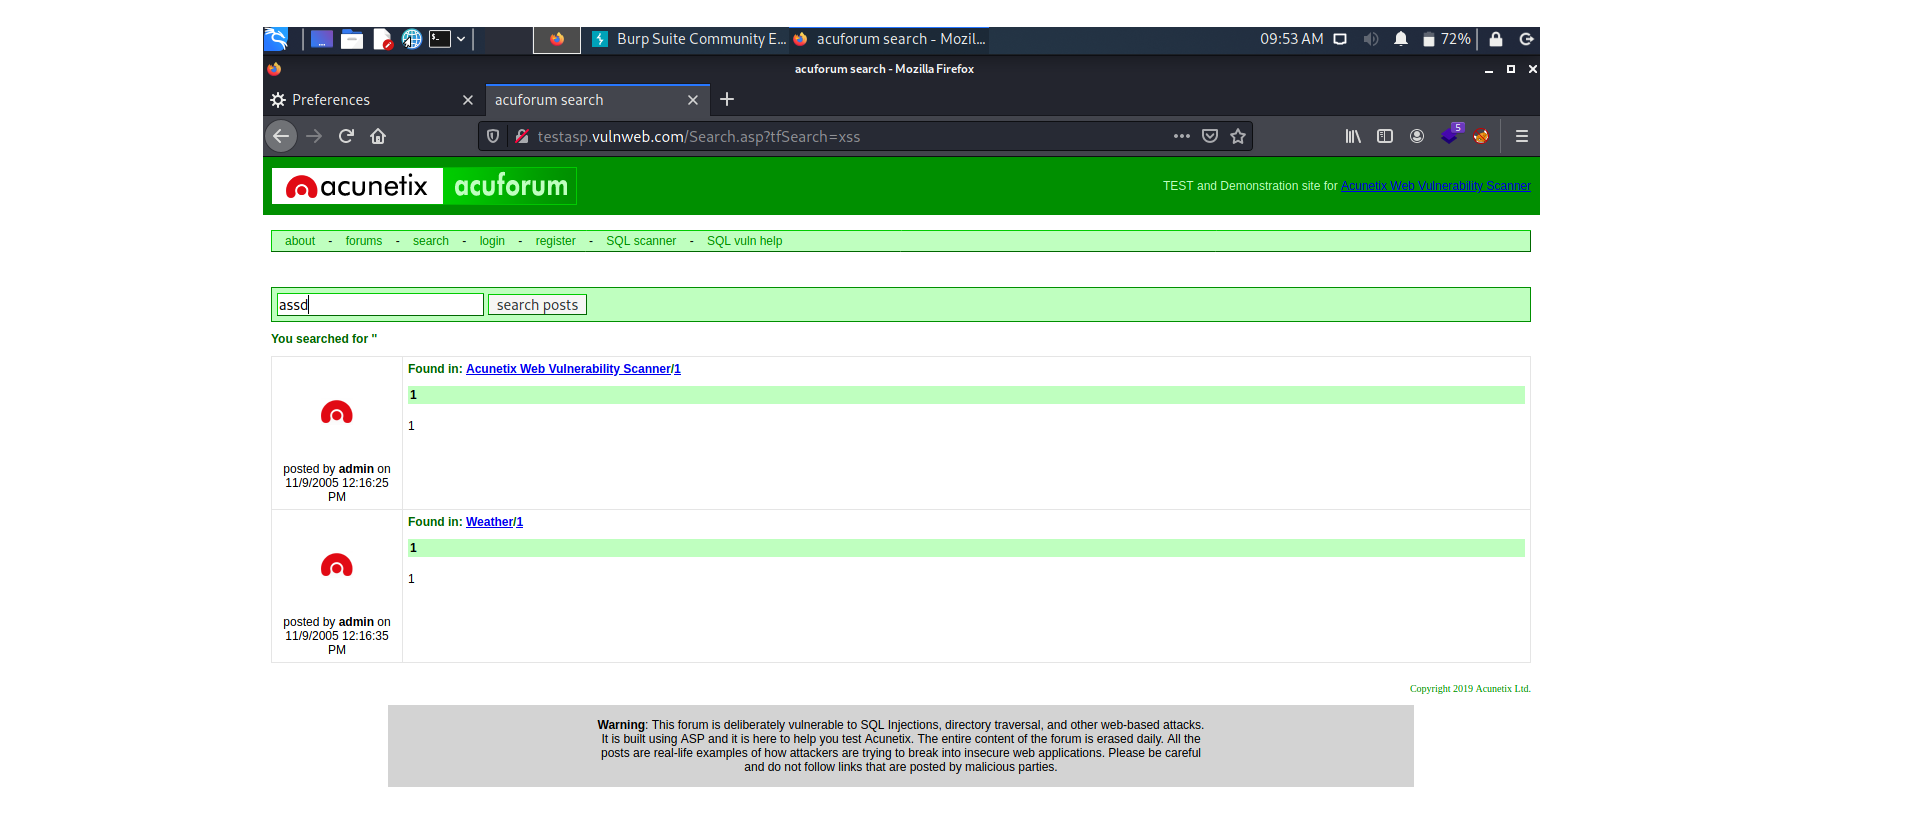 Burp Suite Community E... acuforum search - Mozil... 09:53 AM 72%
acuforum search - Mozilla Firefox
Preferences acuforum search
testasp.vulnweb.com/Search.asp?tfSearch=xss 5
acunetix acuforum TEST and Demonstration site for Acunetix Web Vulnerability Scanner
about - forums - search - login - register - SQL scanner - SQL vuln help
assd search posts
You searched for ''
Found in: Acunetix Web Vulnerability Scanner/1
1
1
posted by admin on
11/9/2005 12:16:25
PM
Found in: Weather/1
1
1
posted by admin on
11/9/2005 12:16:35
PM
Copyright 2019 Acunetix Ltd.
Warning: This forum is deliberately vulnerable to SQL Injections, directory traversal, and other web-based attacks.
It is built using ASP and it is here to help you test Acunetix. The entire content of the forum is erased daily. All the
posts are real-life examples of how attackers are trying to break into insecure web applications. Please be careful
and do not follow links that are posted by malicious parties.